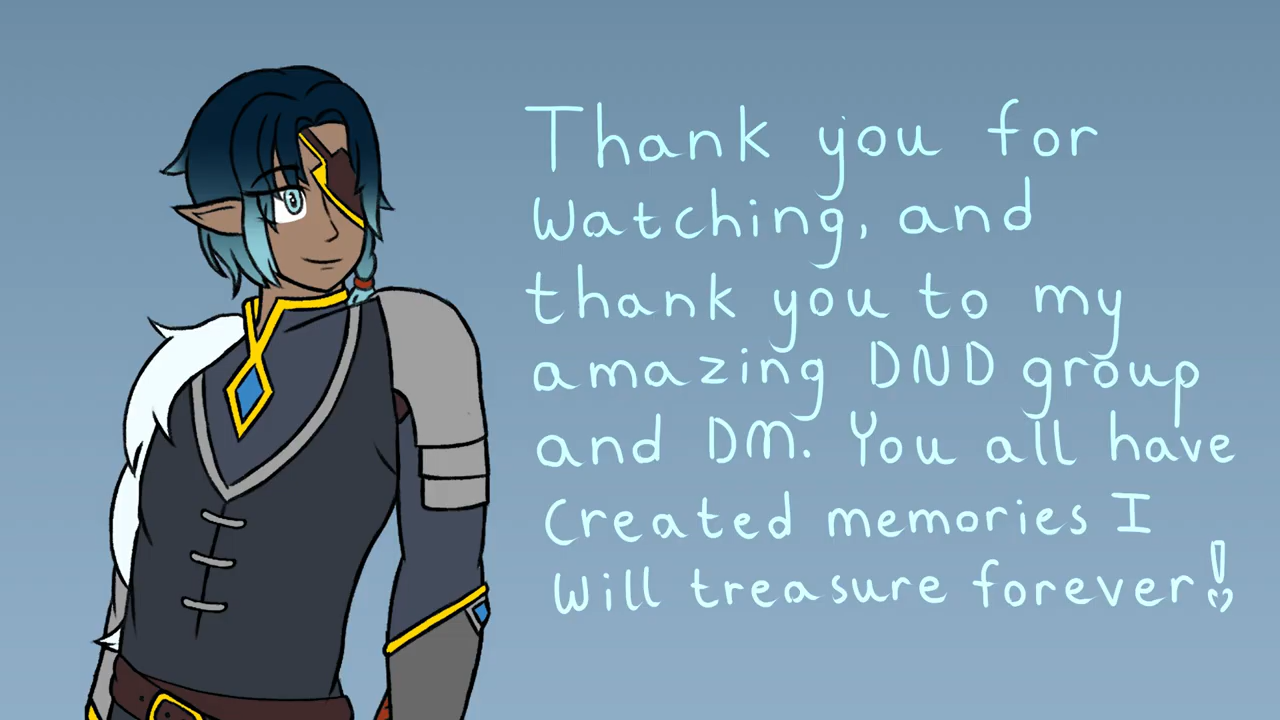 Thank you for
Watching, and
thank you to my
amazing DND group
and DM. You all have
Created memories I
Will treasure forever!